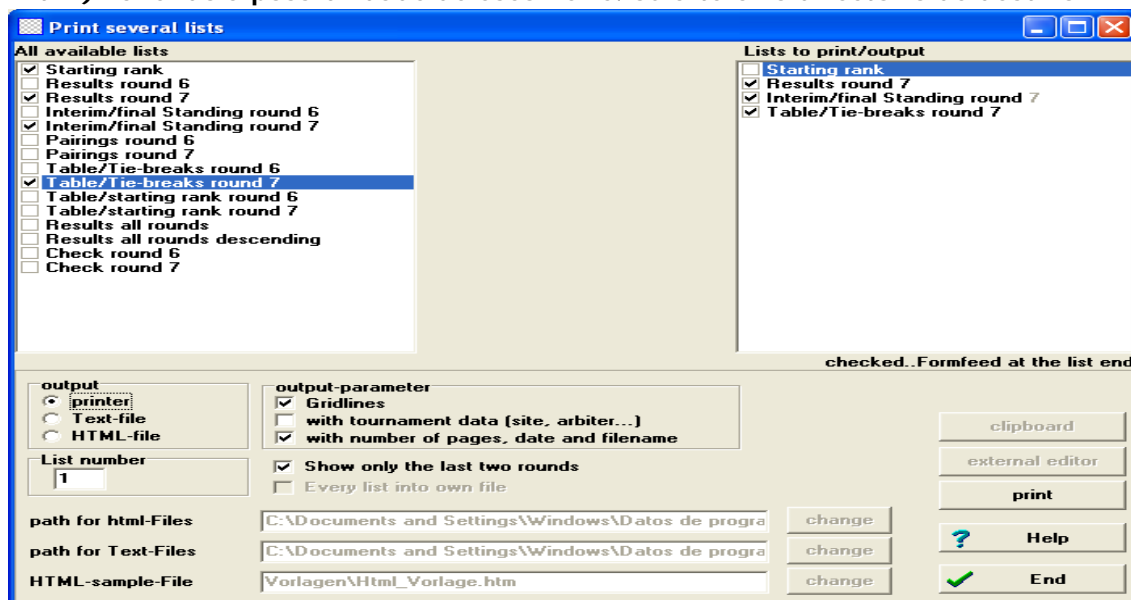 Print several lists
All available lists
Starting rank
Results round 6
Results round 7
Interim/final Standing round 6
Interim/final Standing round 7
Pairings round 6
Pairings round 7
Table/Tie-breaks round 6
Table/Tie-breaks round 7
Table/starting rank round 6
Table/starting rank round 7
Results all rounds
Results all rounds descending
Check round 6
Check round 7
Lists to print/output
Starting rank
Results round 7
Interim/final Standing round 7
Table/Tie-breaks round 7
checked..Formfeed at the list end
output
printer
Text-file
HTML-file
output-parameter
Gridlines
with tournament data (site, arbiter...)
with number of pages, date and filename
List number
1
Show only the last two rounds
Every list into own file
clipboard
external editor
print
Help
End
path for html-Files
C:\Documents and Settings\Windows\Datos de progra
change
path for Text-Files
C:\Documents and Settings\Windows\Datos de progra
change
HTML-sample-File
Vorlagen\Html_Vorlage.htm
change